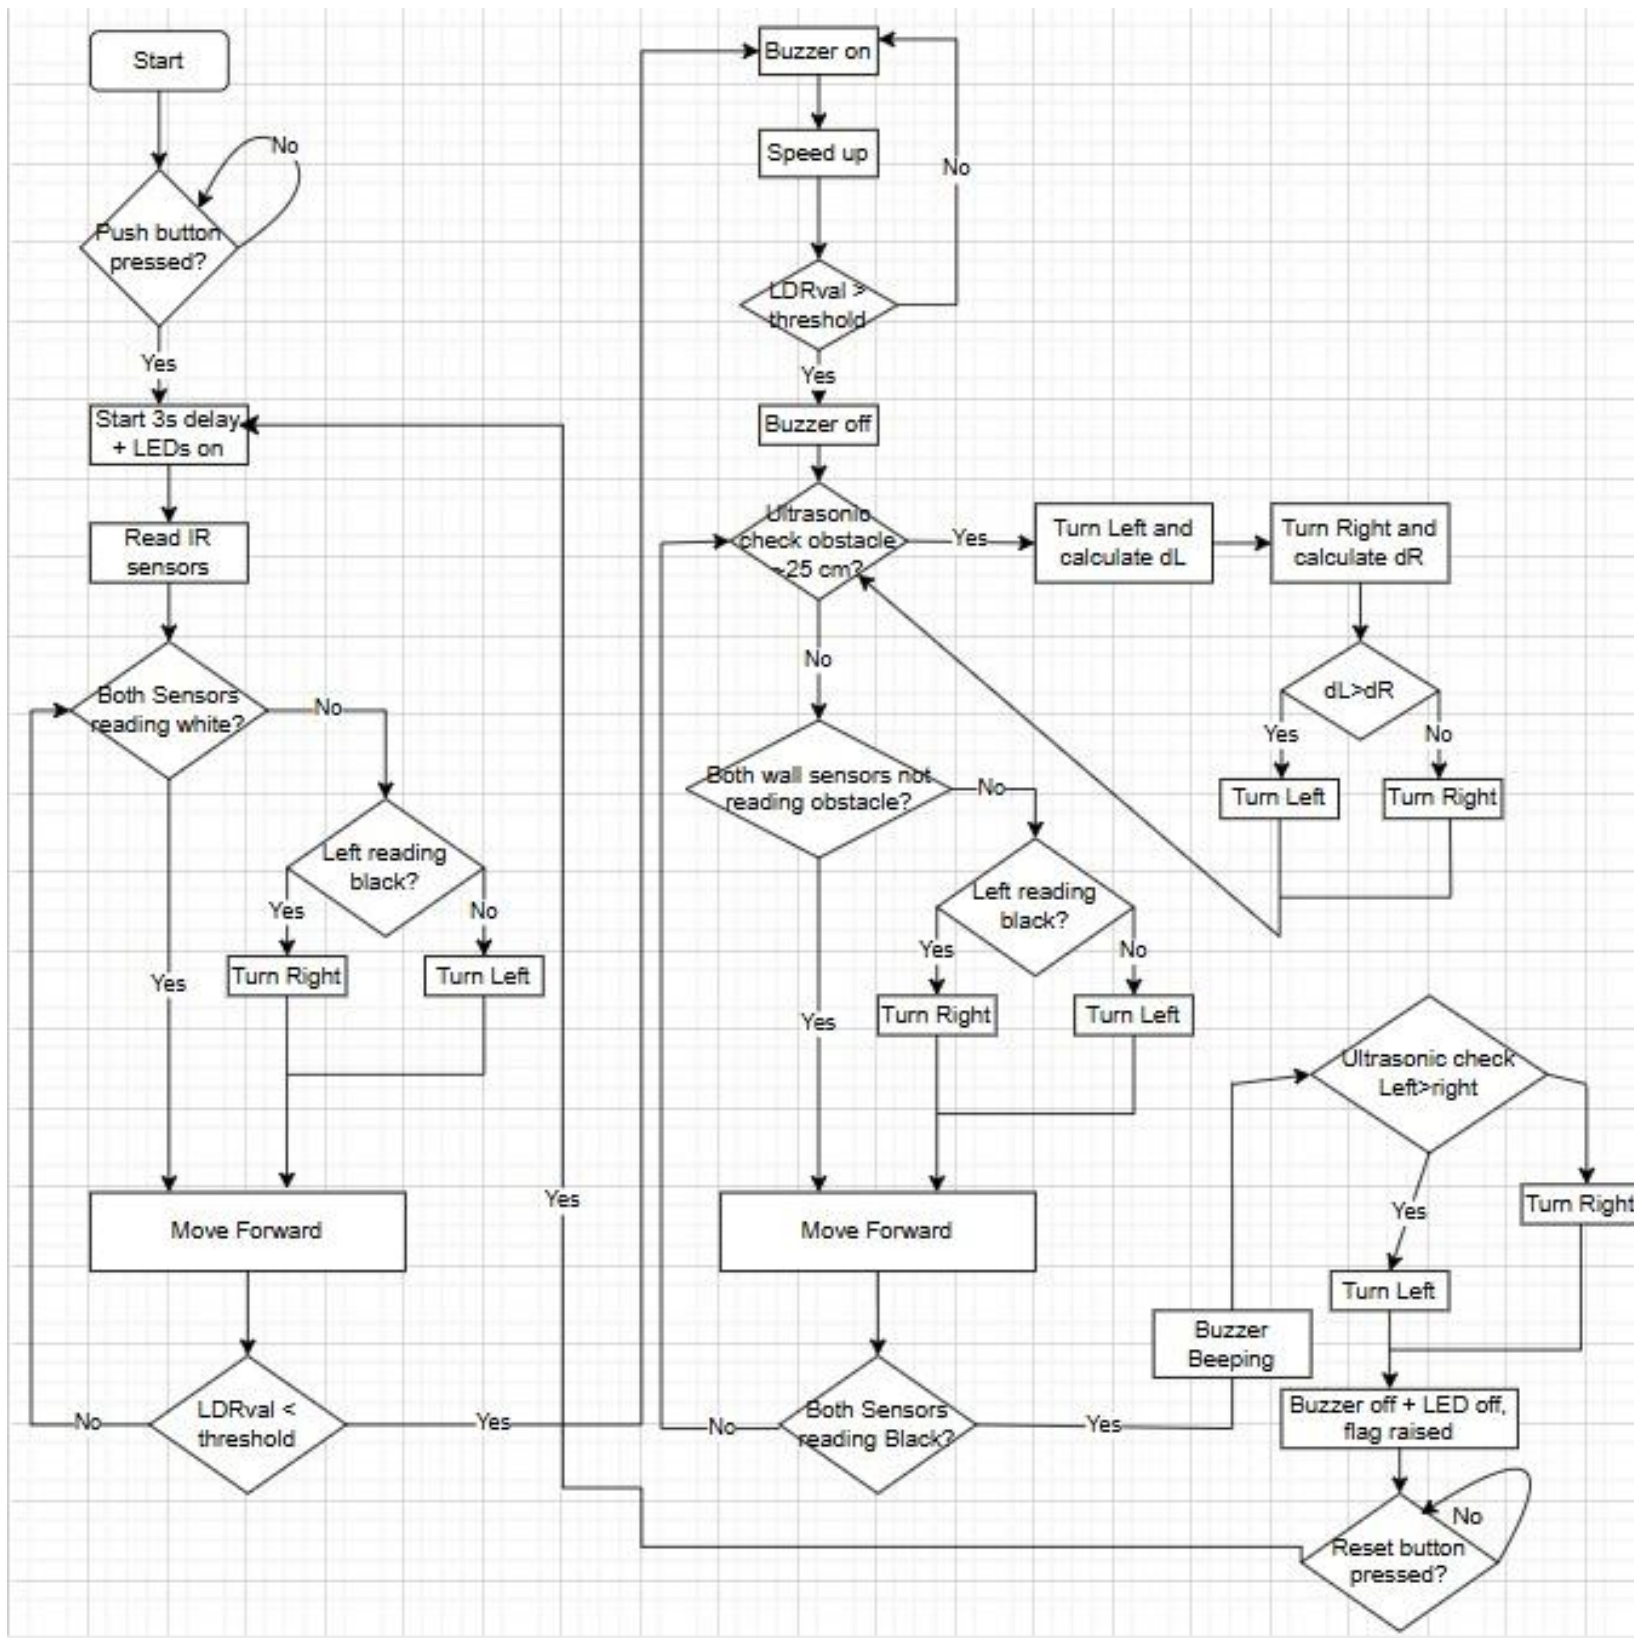 Start
No
Push button
pressed?
Yes
Start 3s delay
+ LEDs on
Read IR
sensors
Both Sensors
reading white?
No
Left reading
black?
Yes
No
Turn Right
Turn Left
Yes
Move Forward
LDRval <
threshold
No
Yes
Yes
Buzzer on
Speed up
No
LDRval >
threshold
Yes
Buzzer off
Ultrasonic
check obstacle
~25 cm?
Yes
Turn Left and
calculate dL
Turn Right and
calculate dR
dL>dR
Yes
No
Turn Left
Turn Right
No
Both wall sensors not
reading obstacle?
No
Left reading
black?
Yes
No
Turn Right
Turn Left
Yes
Move Forward
Both Sensors
reading Black?
No
Yes
Buzzer
Beeping
Ultrasonic check
Left>right
Yes
Turn Right
Turn Left
Buzzer off + LED off,
flag raised
No
Reset button
pressed?